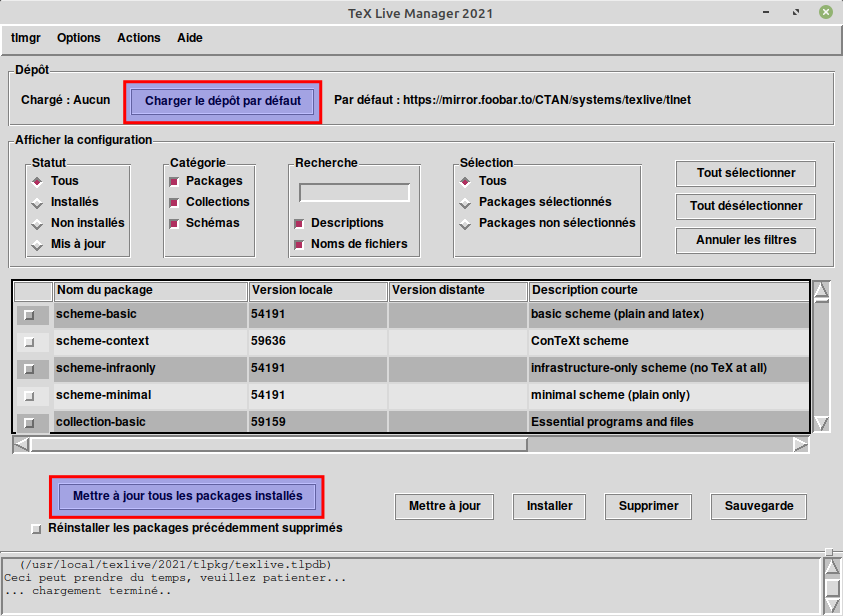 TeX Live Manager 2021
tlmgr Options Actions Aide
Dépôt
Chargé : Aucun Charger le dépôt par défaut Par défaut : https://mirror.foobar.to/CTAN/systems/texlive/tlnet
Afficher la configuration
Statut Catégorie Recherche Sélection
Tous Packages Tous Tout sélectionner
Installés Collections Packages sélectionnés Tout désélectionner
Non installés Schémas Descriptions Packages non sélectionnés
Mis à jour Noms de fichiers Annuler les filtres
Nom du package Version locale Version distante Description courte
scheme-basic 54191 basic scheme (plain and latex)
scheme-context 59636 ConTeXt scheme
scheme-infraonly 54191 infrastructure-only scheme (no TeX at all)
scheme-minimal 54191 minimal scheme (plain only)
collection-basic 59159 Essential programs and files
Mettre à jour tous les packages installés Mettre à jour Installer Supprimer Sauvegarde
Réinstaller les packages précédemment supprimés
(/usr/local/texlive/2021/tlpkg/texlive.tlpdb)
Ceci peut prendre du temps, veuillez patienter...
... chargement terminé..